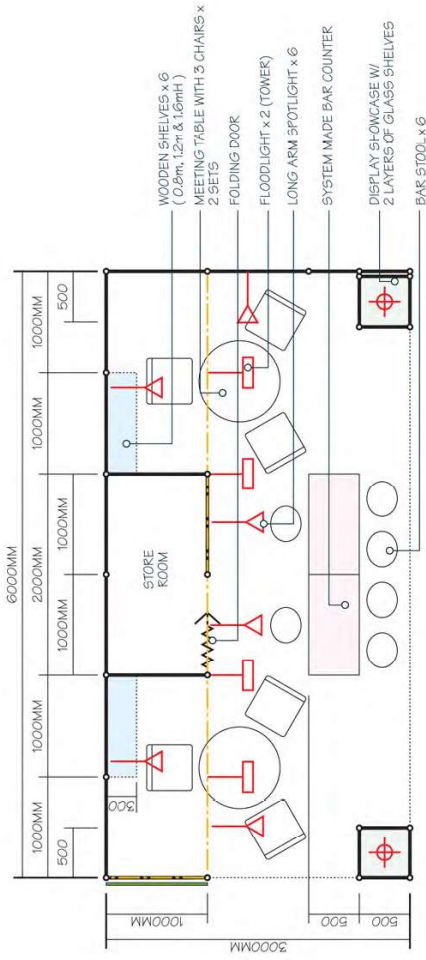 6000MM
1000MM
1000MM
2000MM
1000MM
1000MM
500
1000MM
1000MM
500
300
STORE
ROOM
1000MM
3000MM
500
500
WOODEN SHELVES x 6
( 0.8m, 1.2m & 1.6mH )
MEETING TABLE WITH 3 CHAIRS x
2 SETS
FOLDING DOOR
FLOODLIGHT x 2 (TOWER)
LONG ARM SPOTLIGHT x 6
SYSTEM MADE BAR COUNTER
DISPLAY SHOWCASE W/
2 LAYERS OF GLASS SHELVES
BAR STOOL x 6